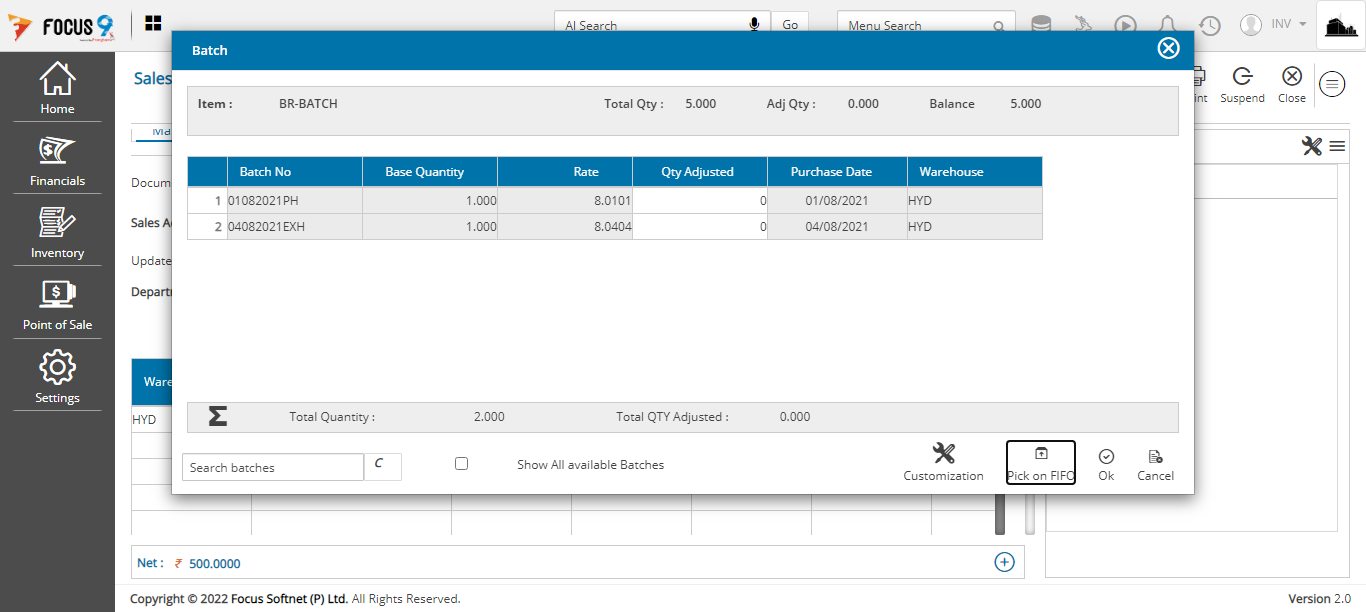 FOCUS 9
AI Search
Go
Menu Search
INV
Home
Financials
Inventory
Point of Sale
Settings
Sales
int
Suspend
Close
Batch
Item :
BR-BATCH
Total Qty :
5.000
Adj Qty :
0.000
Balance
5.000
Ma
Docum
Sales A
Update
Depart
Ware
HYD
Batch No Base Quantity Rate Qty Adjusted Purchase Date Warehouse
1 01082021PH 1.000 8.0101 0 01/08/2021 HYD
2 04082021EXH 1.000 8.0404 0 04/08/2021 HYD
Σ Total Quantity : 2.000 Total QTY Adjusted : 0.000
Search batches
C
Show All available Batches
Customization
Pick on FIFO
Ok
Cancel
Net : ₹ 500.0000
Copyright © 2022 Focus Softnet (P) Ltd. All Rights Reserved.
Version 2.0